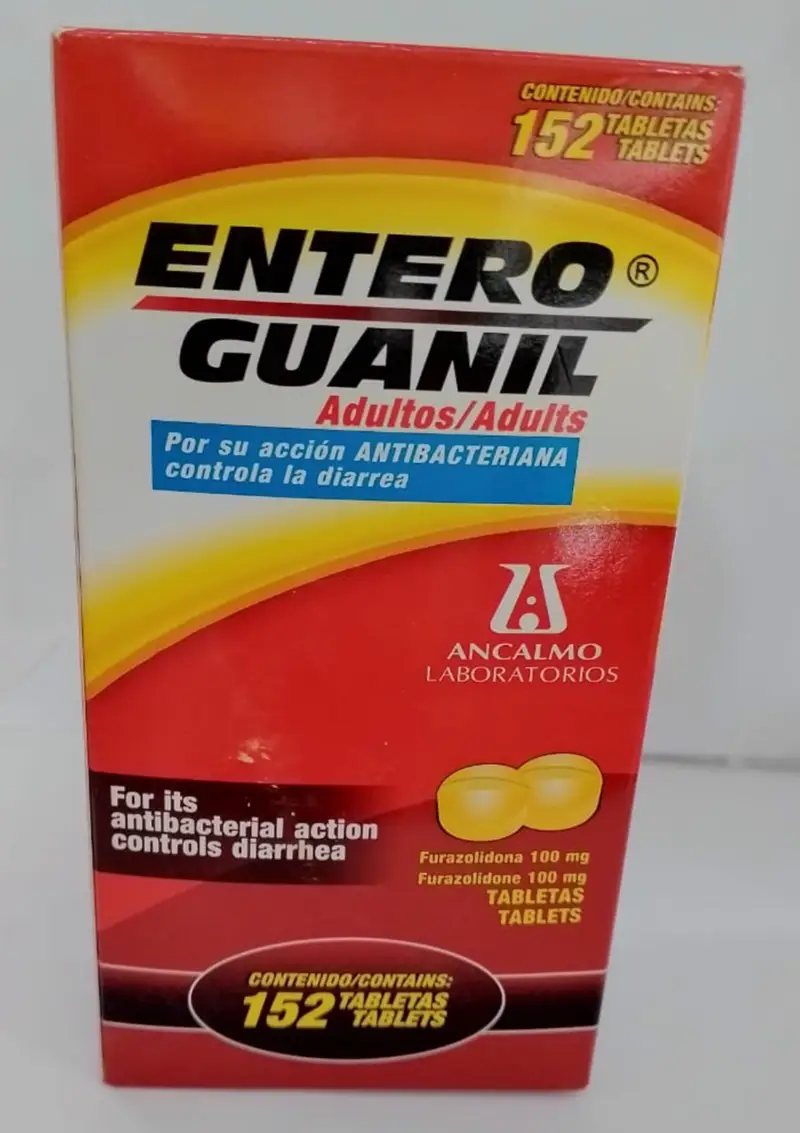 CONTENIDO/CONTAINS:
152 TABLETAS
TABLETS
ENTERO ®
GUANIL
Adultos/Adults
Por su acción ANTIBACTERIANA
controla la diarrea
ANCALMO
LABORATORIOS
For its
antibacterial action
controls diarrhea
Furazolidona 100 mg
Furazolidone 100 mg
TABLETAS
TABLETS
CONTENIDO/CONTAINS:
152 TABLETAS
TABLETS